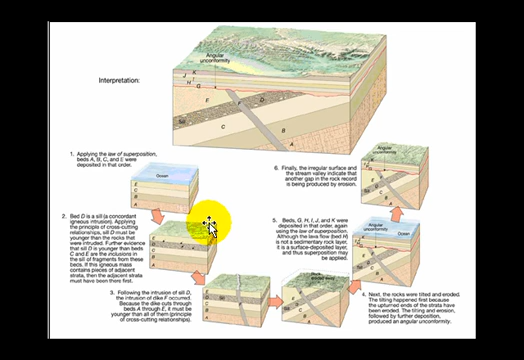 Angular
unconformity
Interpretation:
K
J
I
H
G
E
D
F
Sill
C
B
A
1. Applying the law of superposition,
beds A, B, C, and E were
deposited in that order.
Ocean
E
C
B
A
2. Bed D is a sill (a concordant
igneous intrusion). Applying
the principle of cross-cutting
relationships, sill D must be
younger than the rocks that
were intruded. Further evidence
that sill D is younger than beds
C and E are the inclusions in the
sill of fragments from these
beds. If this igneous mass
contains pieces of adjacent
strata, then the adjacent strata
must have been there first.
Sill
3. Following the intrusion of sill D,
the intrusion of dike F occurred.
Because the dike cuts through
beds A through E, it must be
younger than all of them (principle
of cross-cutting relationships).
Sill
4. Next, the rocks were tilted and eroded.
The tilting happened first because
the upturned ends of the strata have
been eroded. The tilting and erosion,
followed by further deposition,
produced an angular unconformity.
5. Beds, G, H, I, J, and K were
deposited in that order, again
using the law of superposition.
Although the lava flow (bed H)
is not a sedimentary rock layer,
it is a surface-deposited layer,
and thus superposition may
be applied.
Angular
unconformity
Ocean
6. Finally, the irregular surface and
the stream valley indicate that
another gap in the rock record
is being produced by erosion.
Angular
unconformity